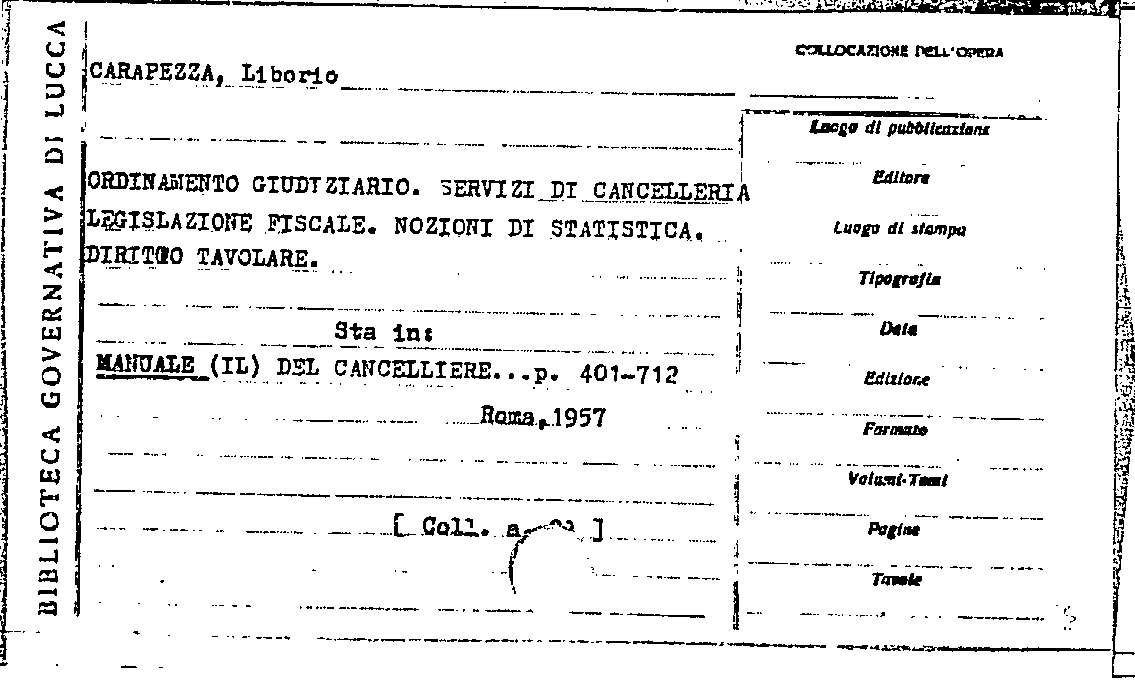 BIBLIOTECA GOVERNATIVA DI LUCCA
CARAPEZZA, Liborio
ORDINAMENTO GIUDIZIARIO. SERVIZI DI CANCELLERIA
LEGISLAZIONE FISCALE. NOZIONI DI STATISTICA.
DIRITTO TAVOLARE.
Sta in:
MANUALE (IL) DEL CANCELLIERE...p. 401-712
Roma, 1957
[ Coll. a.
]
COLLOCAZIONE DELL'OPERA
Luogo di pubblicazione
Editore
Luogo di stampa
Tipografia
Data
Edizione
Formato
Volumi-Tomi
Pagine
Tavole